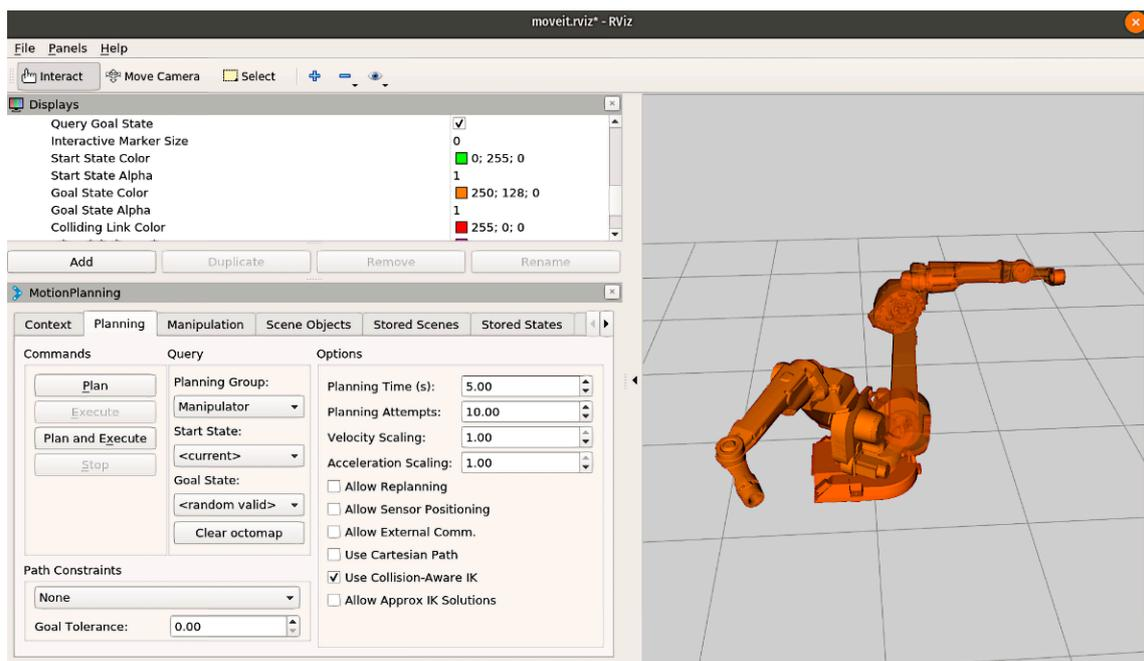 moveit.rviz* - RViz
File Panels Help
Interact Move Camera Select
Displays
Query Goal State
Interactive Marker Size 0
Start State Color 0; 255; 0
Start State Alpha 1
Goal State Color 250; 128; 0
Goal State Alpha 1
Colliding Link Color 255; 0; 0
Add Duplicate Remove Rename
MotionPlanning
Context Planning Manipulation Scene Objects Stored Scenes Stored States
Commands
Plan
Execute
Plan and Execute
Stop
Query
Planning Group:
Manipulator
Start State:
<current>
Goal State:
<random valid>
Clear octomap
Path Constraints
None
Goal Tolerance: 0.00
Options
Planning Time (s): 5.00
Planning Attempts: 10.00
Velocity Scaling: 1.00
Acceleration Scaling: 1.00
Allow Replanning
Allow Sensor Positioning
Allow External Comm.
Use Cartesian Path
Use Collision-Aware IK
Allow Approx IK Solutions